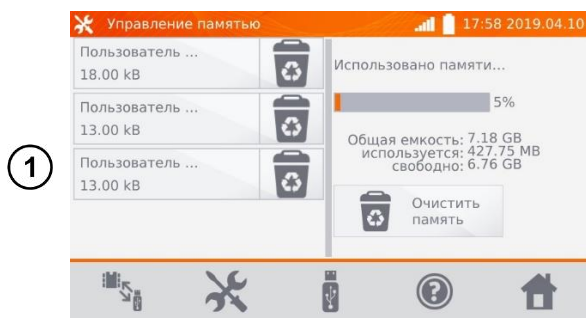 Управление памятью
17:58 2019.04.10
Пользователь ...
18.00 kB
Пользователь ...
13.00 kB
Пользователь ...
13.00 kB
1
Использовано памяти...
5%
Общая емкость: 7.18 GB
используется: 427.75 MB
свободно: 6.76 GB
Очистить
память
?